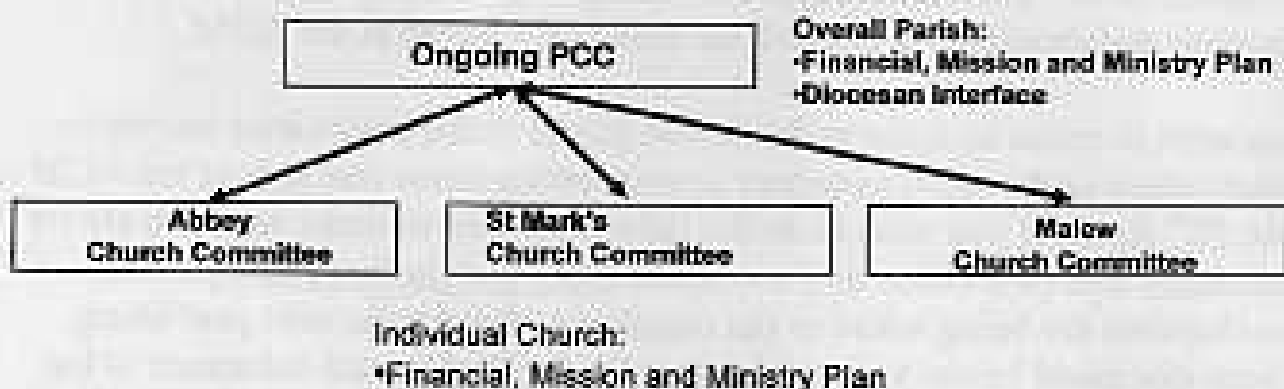 Ongoing PCC
Overall Parish:
•Financial, Mission and Ministry Plan
•Diocesan Interface
Abbey
Church Committee
St Mark's
Church Committee
Malew
Church Committee
Individual Church:
•Financial, Mission and Ministry Plan